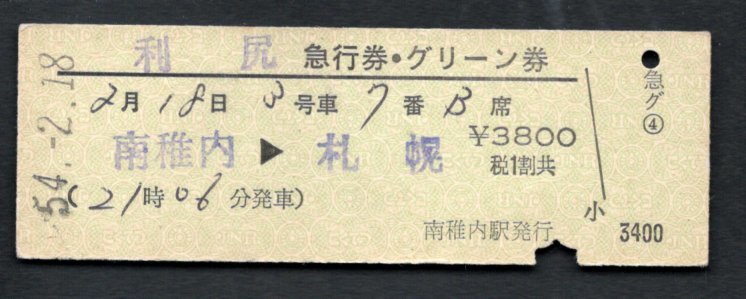 利尻 急行券・グリーン券
2月18日 3号車 7番 B席
南稚内▶札幌 ¥3800
税1割共
(21時06分発車)
南稚内駅発行
54.-2.18
急グ④
小
3400